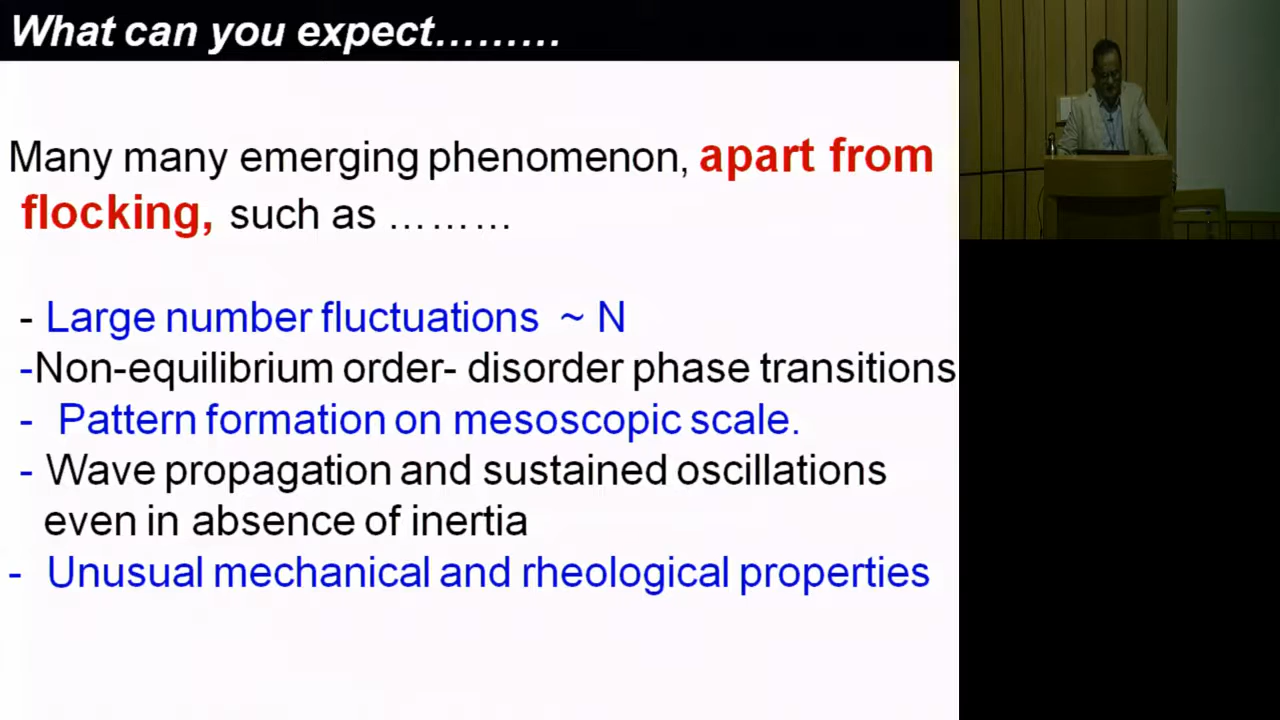 What can you expect………
Many many emerging phenomenon, apart from
flocking, such as ………
- Large number fluctuations ~ N
-Non-equilibrium order- disorder phase transitions
- Pattern formation on mesoscopic scale.
- Wave propagation and sustained oscillations
even in absence of inertia
- Unusual mechanical and rheological properties